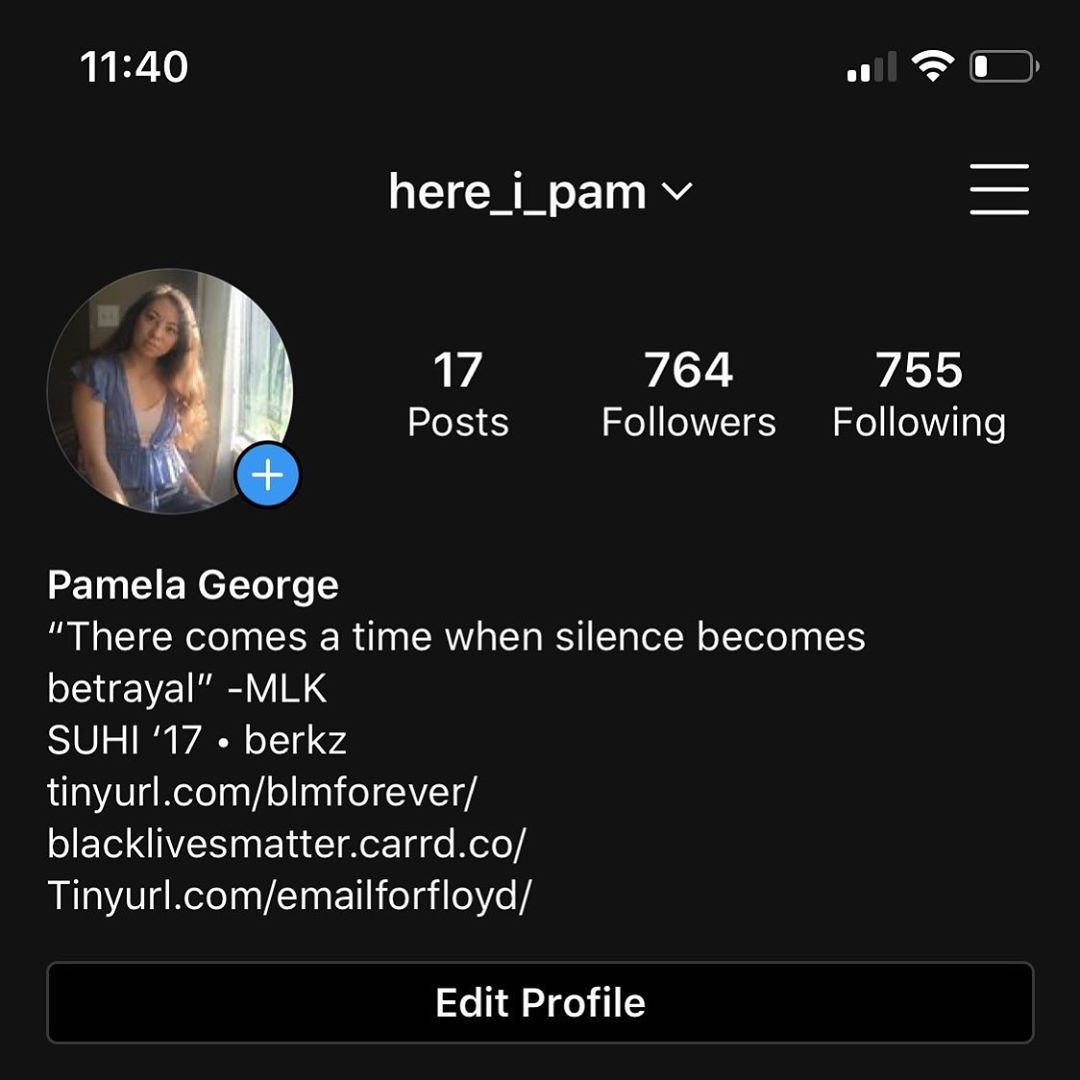 11:40
here_i_pam
17 764 755
Posts Followers Following
Pamela George
“There comes a time when silence becomes
betrayal” -MLK
SUHI ‘17 • berkz
tinyurl.com/blmforever/
blacklivesmatter.carrd.co/
Tinyurl.com/emailforfloyd/
Edit Profile